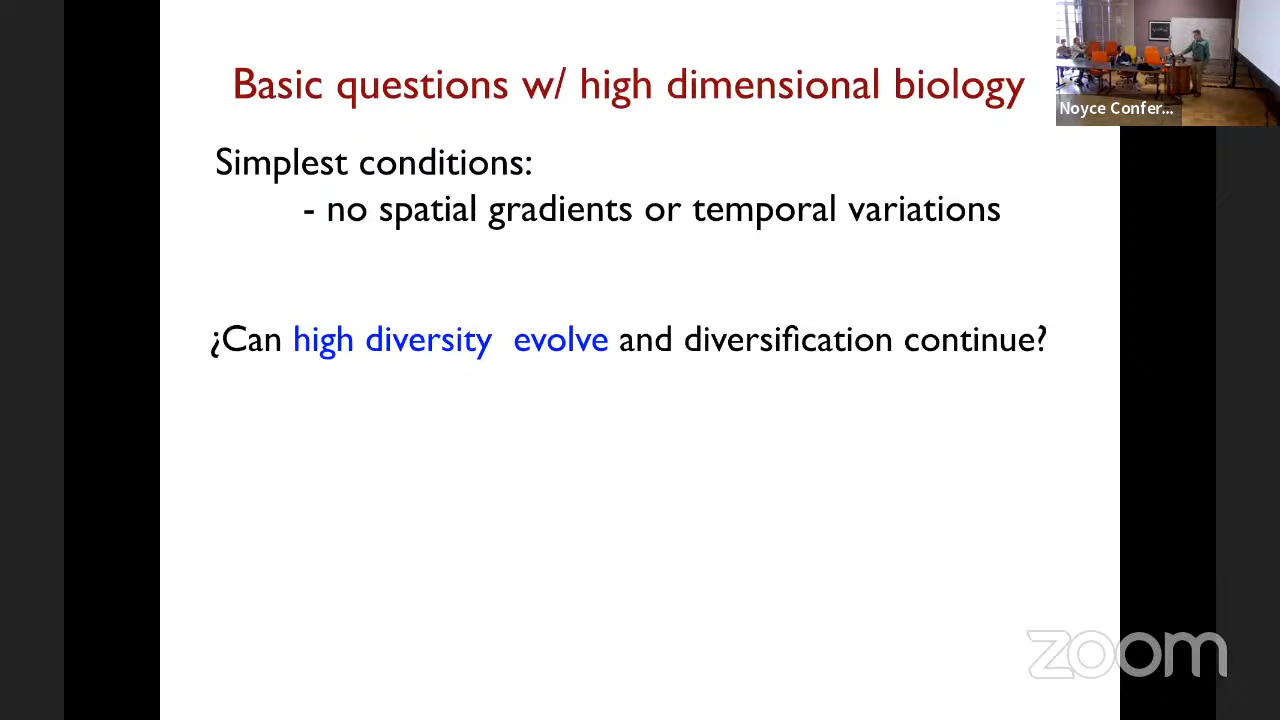 Basic questions w/ high dimensional biology
Noyce Confer...
Simplest conditions:
- no spatial gradients or temporal variations
¿Can high diversity evolve and diversification continue?
zoom